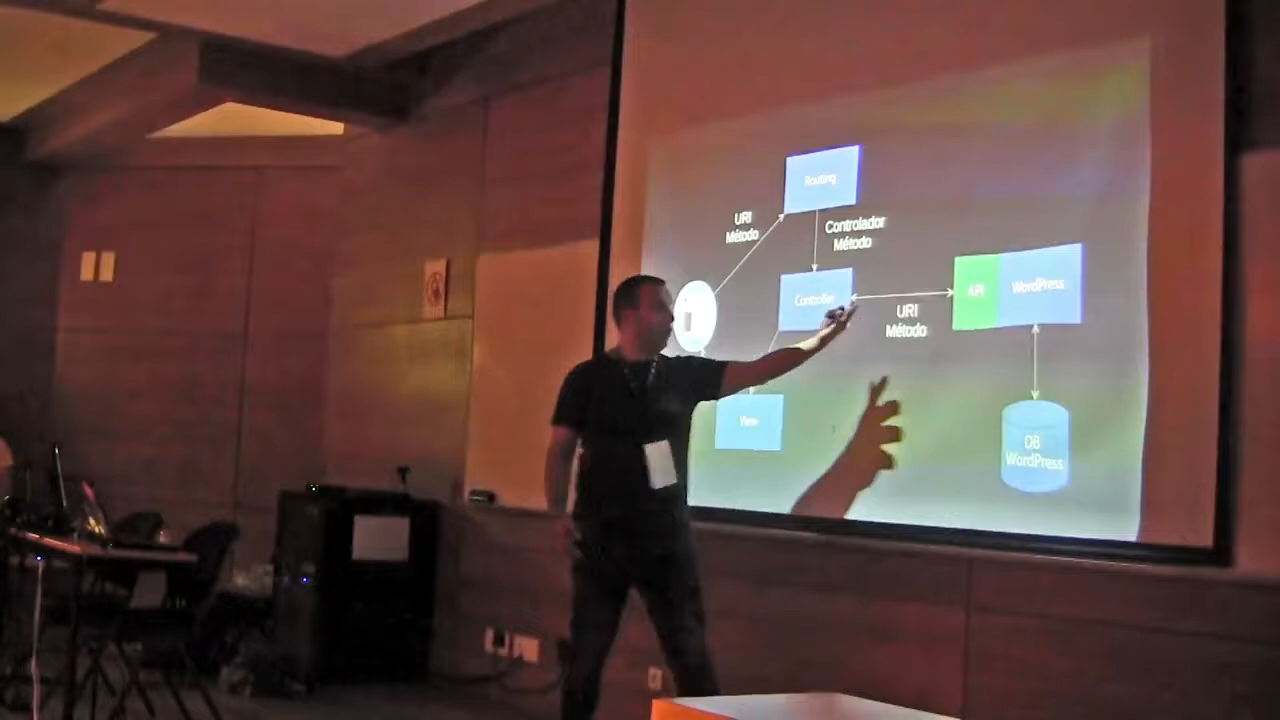 Routing
URI
Método
Controlador
Método
Controller
API
WordPress
URI
Método
View
DB
WordPress